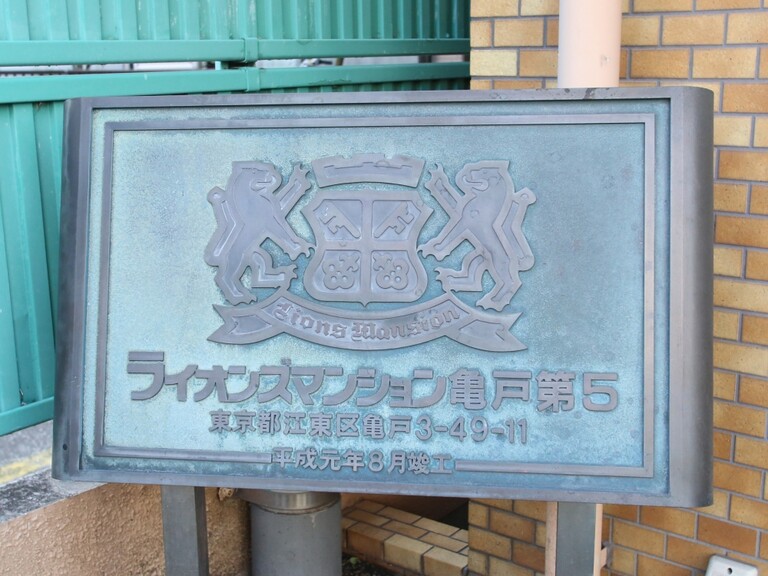 Lions Mansion
ライオンズマンション亀戸第5
東京都江東区亀戸3-49-11
平成元年8月竣工